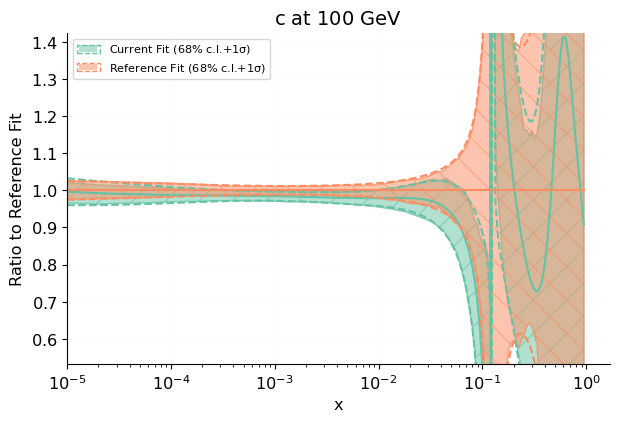 c at 100 GeV
Current Fit (68% c.l.+1σ)
Reference Fit (68% c.l.+1σ)
Ratio to Reference Fit
1.4
1.3
1.2
1.1
1.0
0.9
0.8
0.7
0.6
10⁻⁵ 10⁻⁴ 10⁻³ 10⁻² 10⁻¹ 10⁰
x